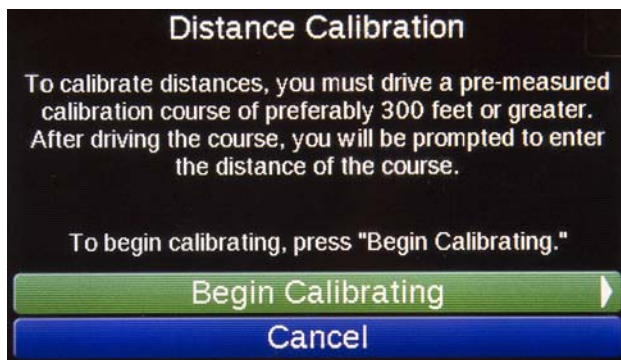 Distance Calibration
To calibrate distances, you must drive a pre-measured
calibration course of preferably 300 feet or greater.
After driving the course, you will be prompted to enter
the distance of the course.
To begin calibrating, press "Begin Calibrating."
Begin Calibrating
Cancel